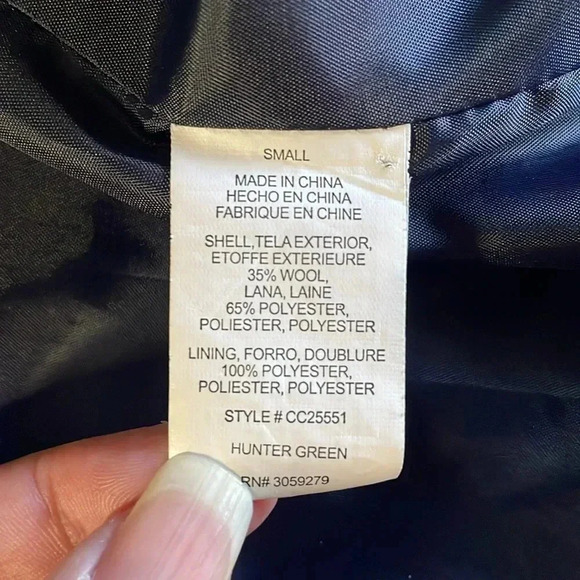 SMALL
MADE IN CHINA
HECHO EN CHINA
FABRIQUE EN CHINE
SHELL,TELA EXTERIOR,
ETOFFE EXTERIEURE
35% WOOL,
LANA, LAINE
65% POLYESTER,
POLIESTER, POLYESTER
LINING, FORRO, DOUBLURE
100% POLYESTER,
POLIESTER, POLYESTER
STYLE # CC25551
HUNTER GREEN
RN# 3059279